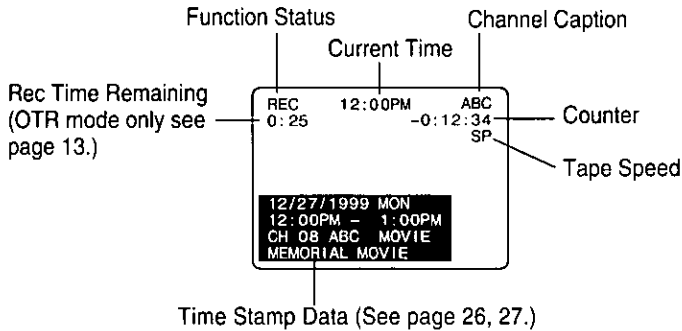 Function Status
Channel Caption
Current Time
Rec Time Remaining
(OTR mode only see
page 13.)
REC 12:00PM ABC
0:25 -0:12:34
SP
Counter
Tape Speed
12/27/1999 MON
12:00PM - 1:00PM
CH 08 ABC MOVIE
MEMORIAL MOVIE
Time Stamp Data (See page 26, 27.)